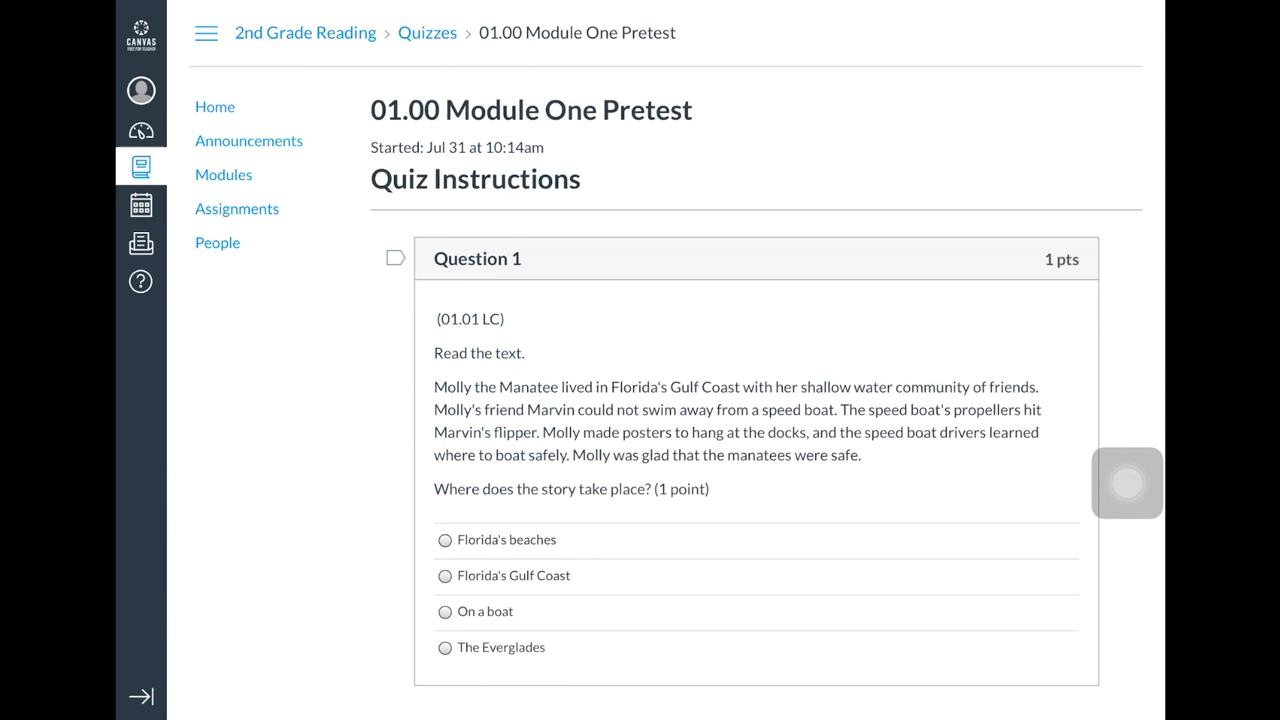 CANVAS
FREE FOR TEACHER
2nd Grade Reading > Quizzes > 01.00 Module One Pretest
Home
Announcements
Modules
Assignments
People
01.00 Module One Pretest
Started: Jul 31 at 10:14am
Quiz Instructions
Question 1 1 pts
(01.01 LC)
Read the text.
Molly the Manatee lived in Florida's Gulf Coast with her shallow water community of friends.
Molly's friend Marvin could not swim away from a speed boat. The speed boat's propellers hit
Marvin's flipper. Molly made posters to hang at the docks, and the speed boat drivers learned
where to boat safely. Molly was glad that the manatees were safe.
Where does the story take place? (1 point)
Florida's beaches
Florida's Gulf Coast
On a boat
The Everglades